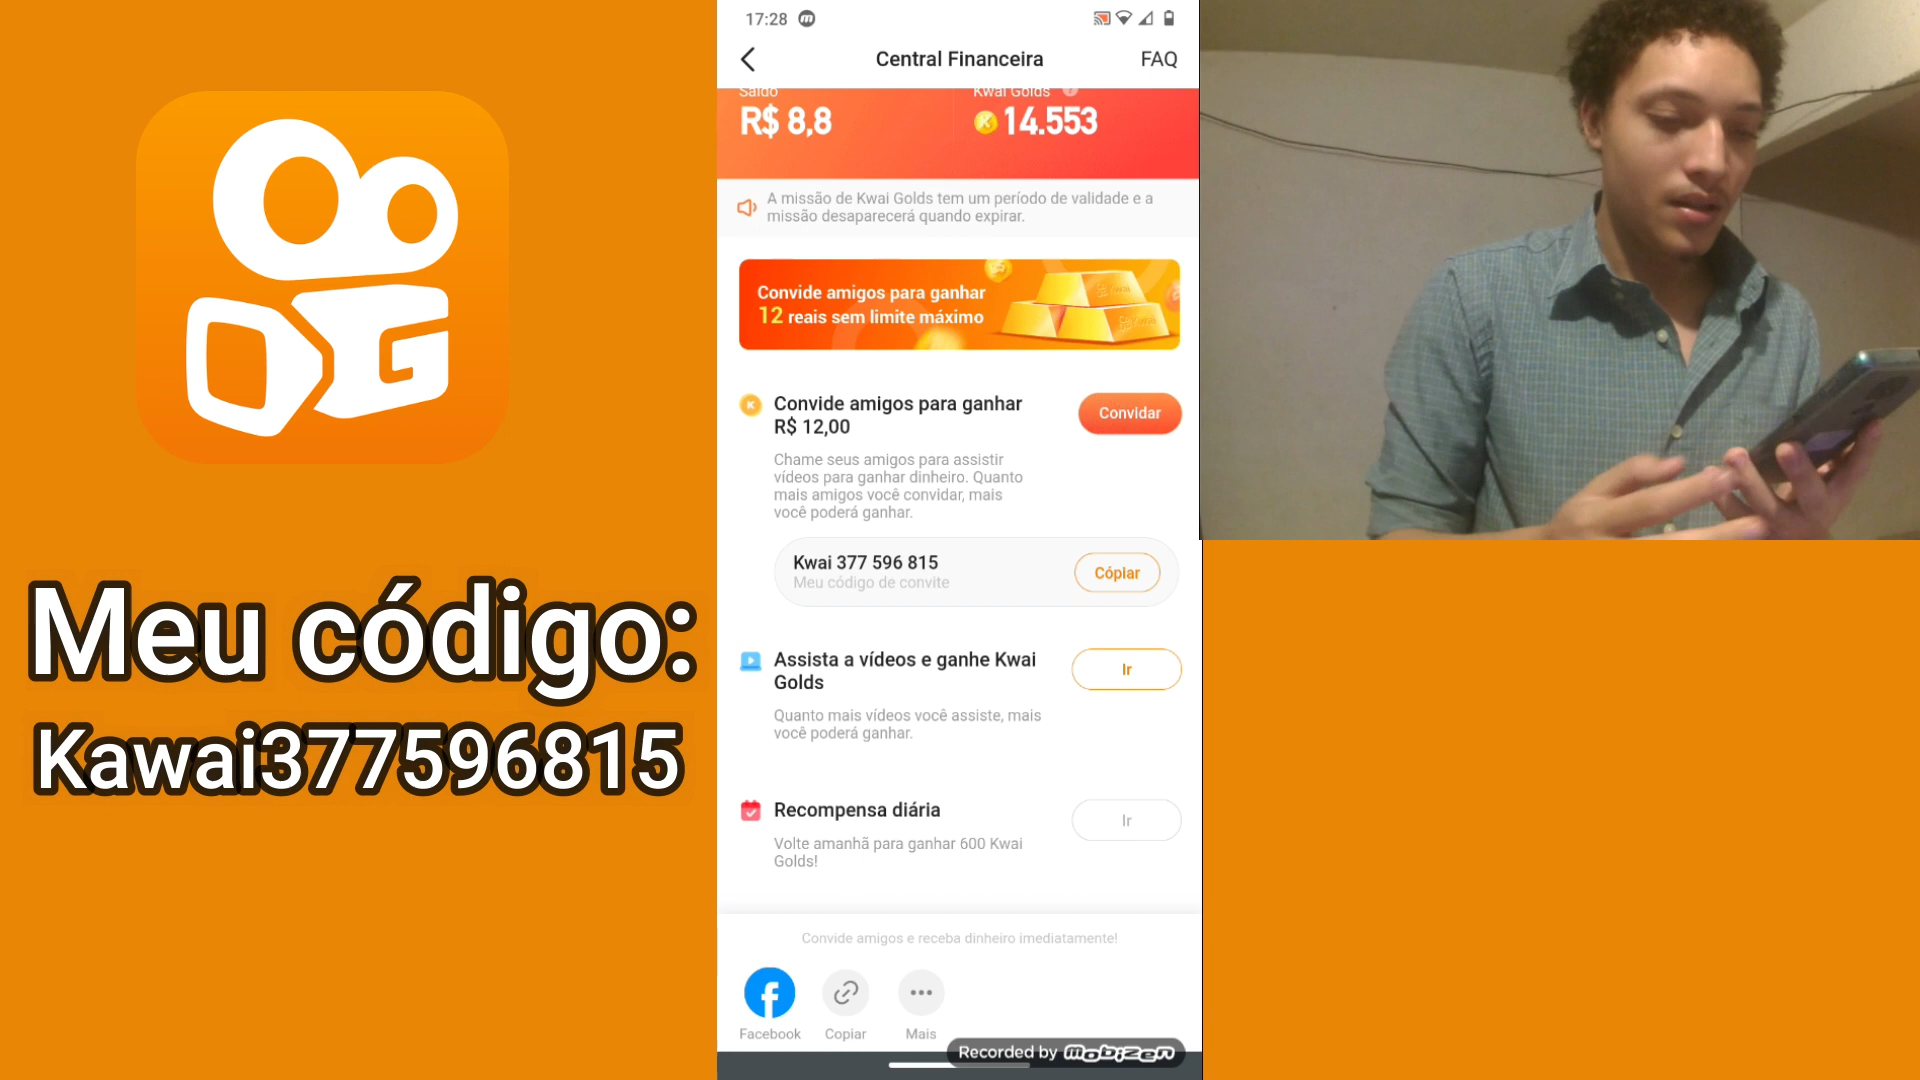 Meu código:
Kawai377596815
17:28
Central Financeira
FAQ
Saldo
Kwai Golds
R$ 8,8
14.553
A missão de Kwai Golds tem um período de validade e a
missão desaparecerá quando expirar.
Convide amigos para ganhar
12 reais sem limite máximo
Convide amigos para ganhar
R$ 12,00
Convidar
Chame seus amigos para assistir
vídeos para ganhar dinheiro. Quanto
mais amigos você convidar, mais
você poderá ganhar.
Kwai 377 596 815
Meu código de convite
Cópiar
Assista a vídeos e ganhe Kwai
Golds
Ir
Quanto mais vídeos você assiste, mais
você poderá ganhar.
Recompensa diária
Ir
Volte amanhã para ganhar 600 Kwai
Golds!
Convide amigos e receba dinheiro imediatamente!
Facebook
Copiar
Mais
Recorded by mobizen